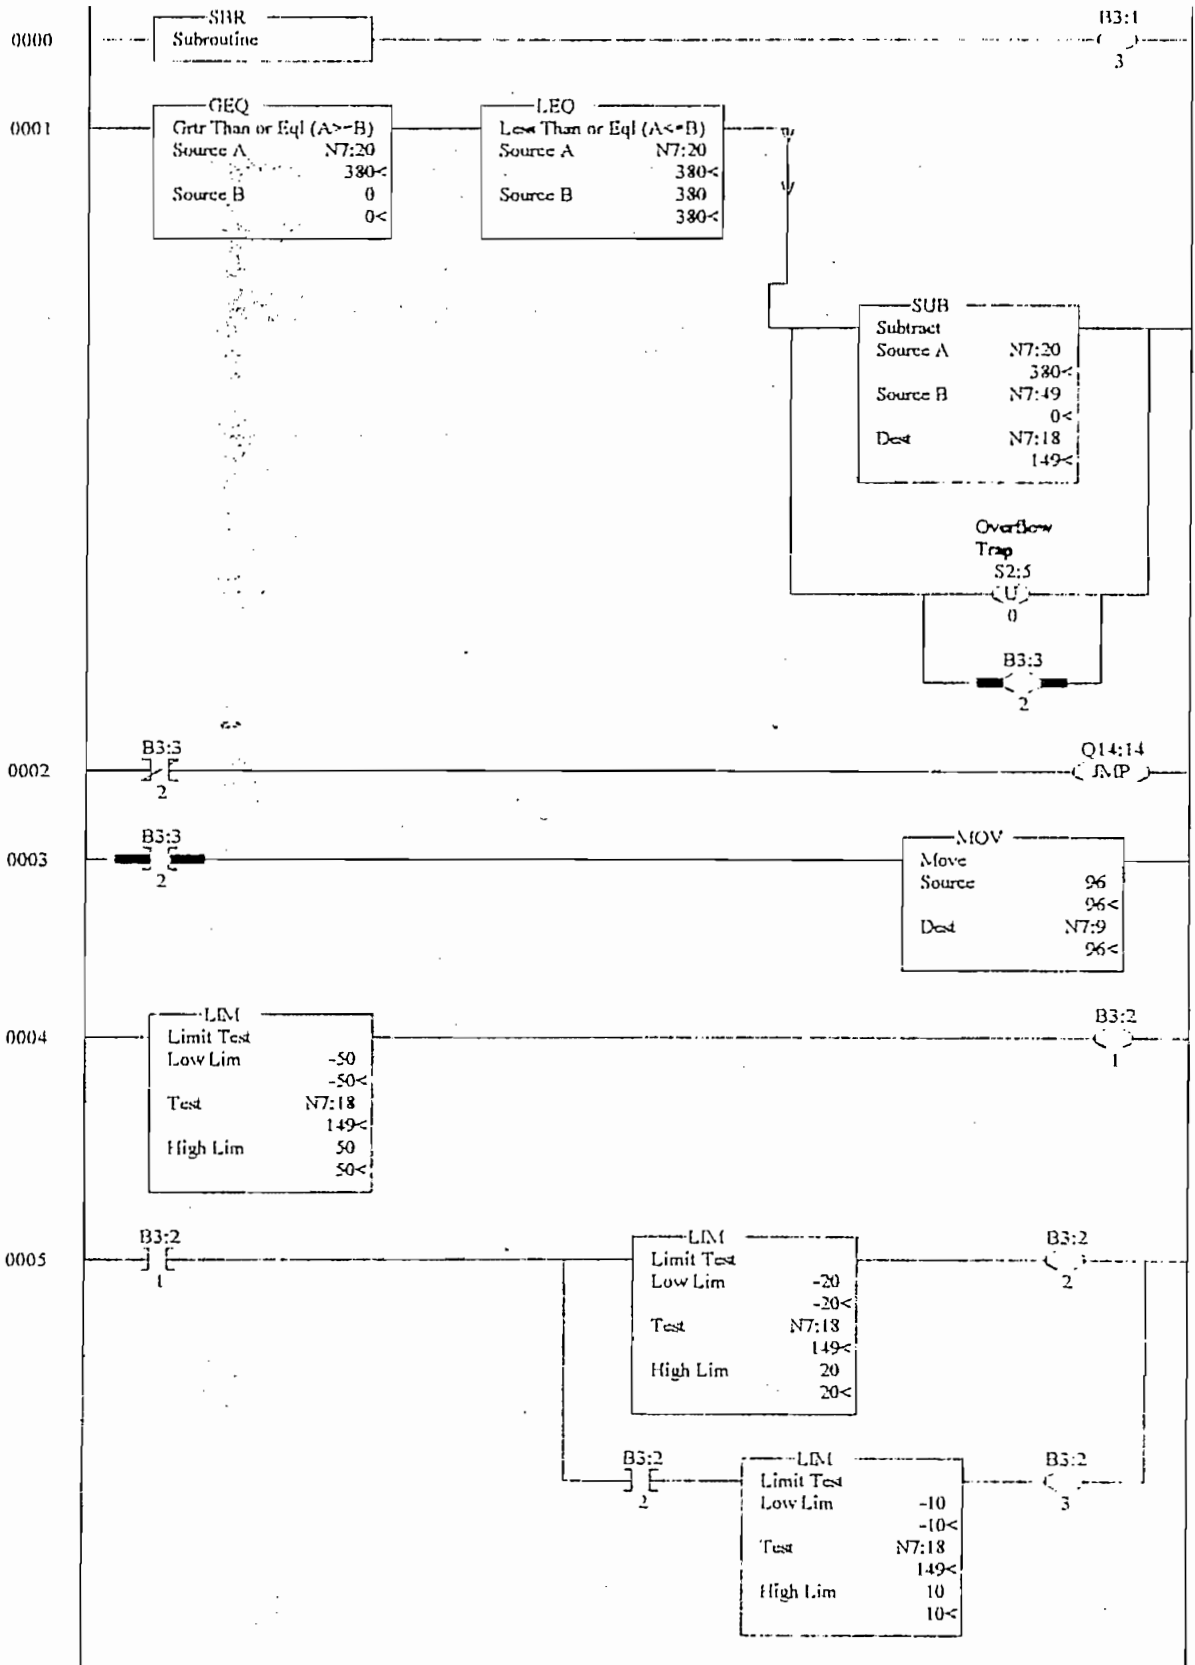 0000
SBR
Subroutine
B3:1
3
0001
GEQ
Grtr Than or Eql (A>=B)
Source A N7:20
380<
Source B 0
0<
LEQ
Less Than or Eql (A<=B)
Source A N7:20
380<
Source B 380
380<
SUB
Subtract
Source A N7:20
380<
Source B N7:49
0<
Dest N7:18
149<
Overflow
Trap
S2:5
U
0
B3:3
2
0002
B3:3
2
Q14:14
JMP
0003
B3:3
2
MOV
Move
Source 96
96<
Dest N7:9
96<
0004
LIM
Limit Test
Low Lim -50
-50<
Test N7:18
149<
High Lim 50
50<
B3:2
1
0005
B3:2
1
LIM
Limit Test
Low Lim -20
-20<
Test N7:18
149<
High Lim 20
20<
B3:2
2
B3:2
2
LIM
Limit Test
Low Lim -10
-10<
Test N7:18
149<
High Lim 10
10<
B3:2
3